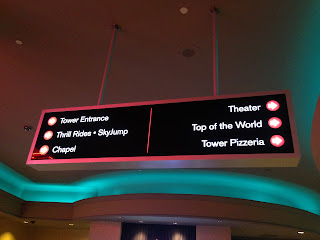 Tower Entrance
Thrill Rides • SkyJump
Chapel
Theater
Top of the World
Tower Pizzeria